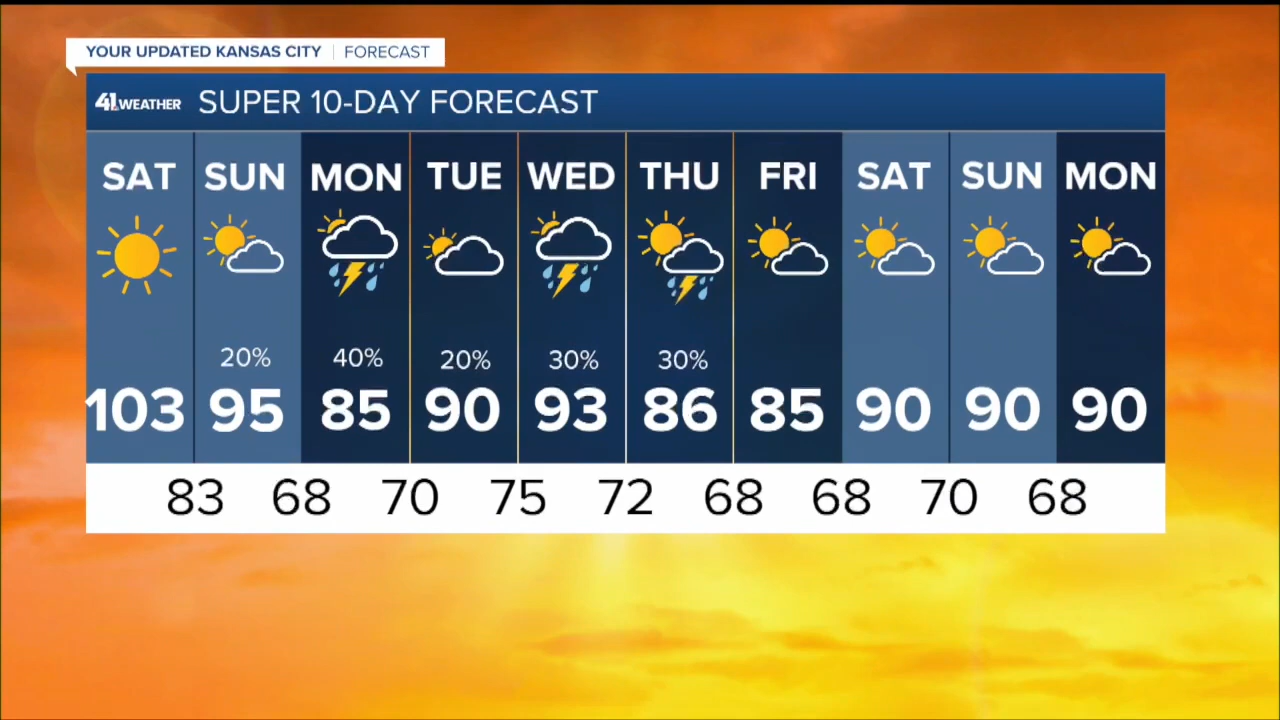 YOUR UPDATED KANSAS CITY | FORECAST
41 WEATHER SUPER 10-DAY FORECAST
SAT SUN MON TUE WED THU FRI SAT SUN MON
20% 40% 20% 30% 30%
103 95 85 90 93 86 85 90 90 90
83 68 70 75 72 68 68 70 68